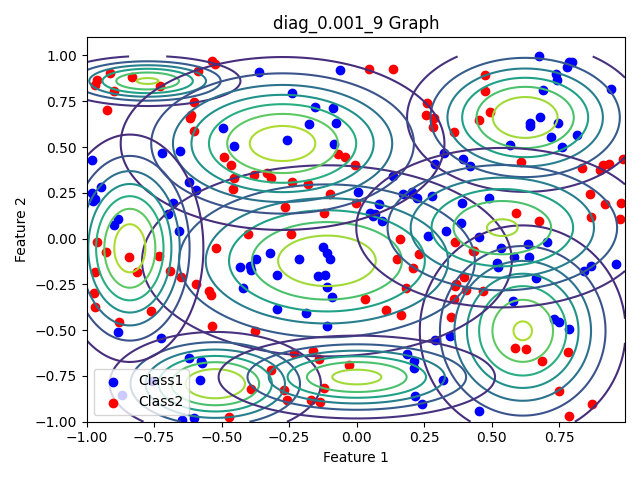 diag_0.001_9 Graph
1.00
0.75
0.50
0.25
0.00
−0.25
−0.50
−0.75
−1.00
Feature 2
Class1
Class2
−1.00 −0.75 −0.50 −0.25 0.00 0.25 0.50 0.75
Feature 1